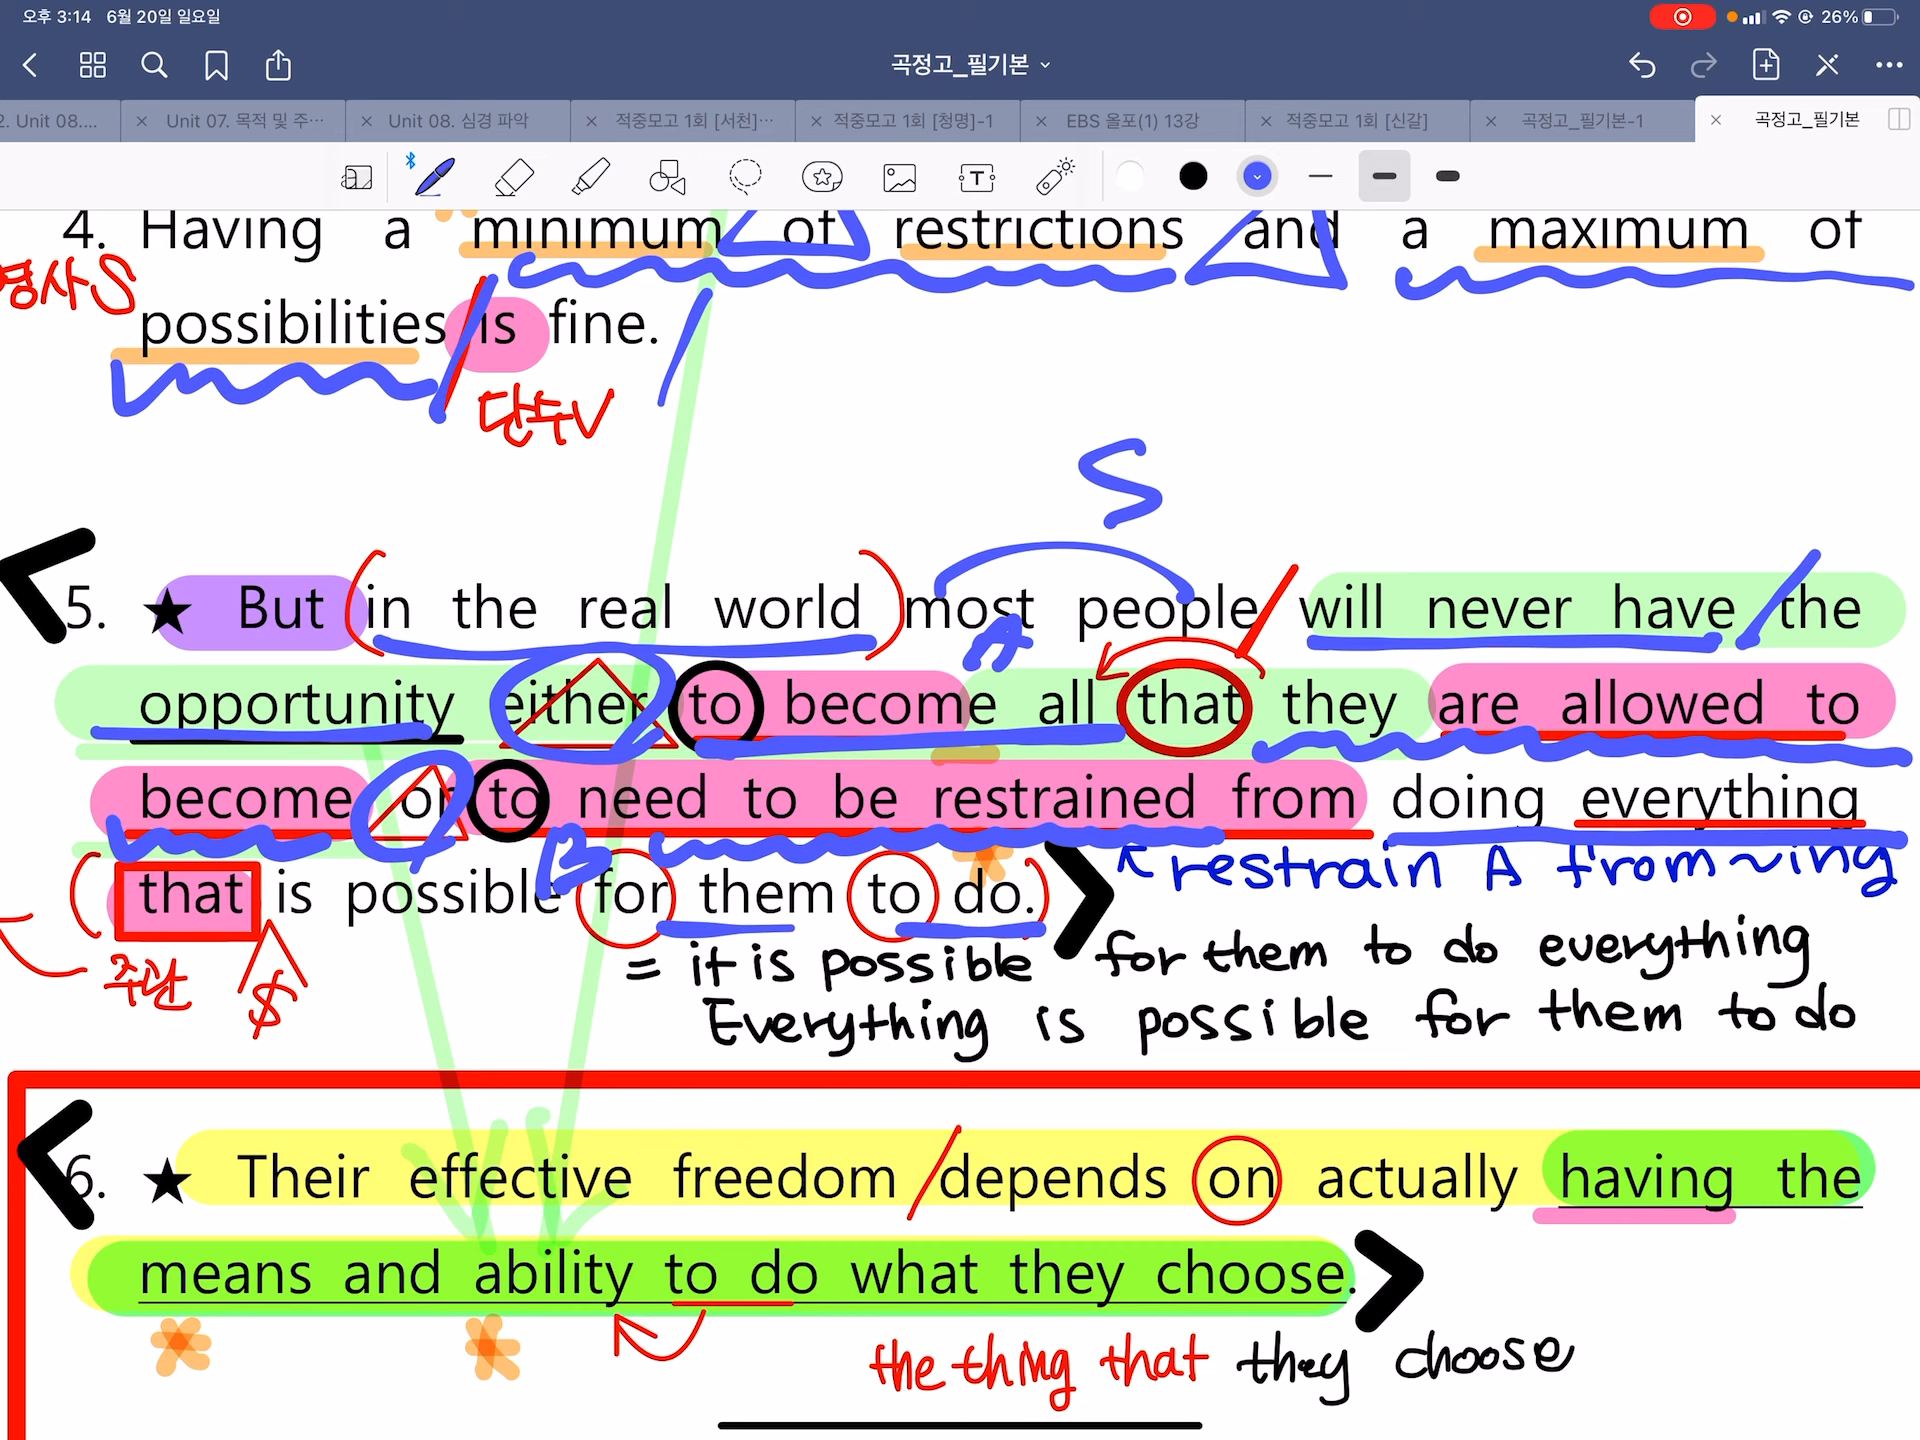 오후 3:14 6월 20일 일요일 26%
곡정고_필기본
2. Unit 08.... Unit 07. 목적 및 주··· Unit 08. 심경 파악 적중모고 1회 [서천]··· 적중모고 1회 [청명]-1 EBS 올포(1) 13강 적중모고 1회 [신갈] 곡정고_필기본-1 곡정고_필기본
4. Having a minimum of restrictions and a maximum of
명사S
possibilities is fine.
단수V
S
5. ★ But (in the real world) most people / will never have / the
A
opportunity either to become all that they are allowed to
become or to need to be restrained from doing everything
B
(that is possible for them to do.)
restrain A from ~ing
주관 $
= it is possible for them to do everything
Everything is possible for them to do
6. ★ Their effective freedom / depends on actually having the
means and ability to do what they choose.
the thing that they choose